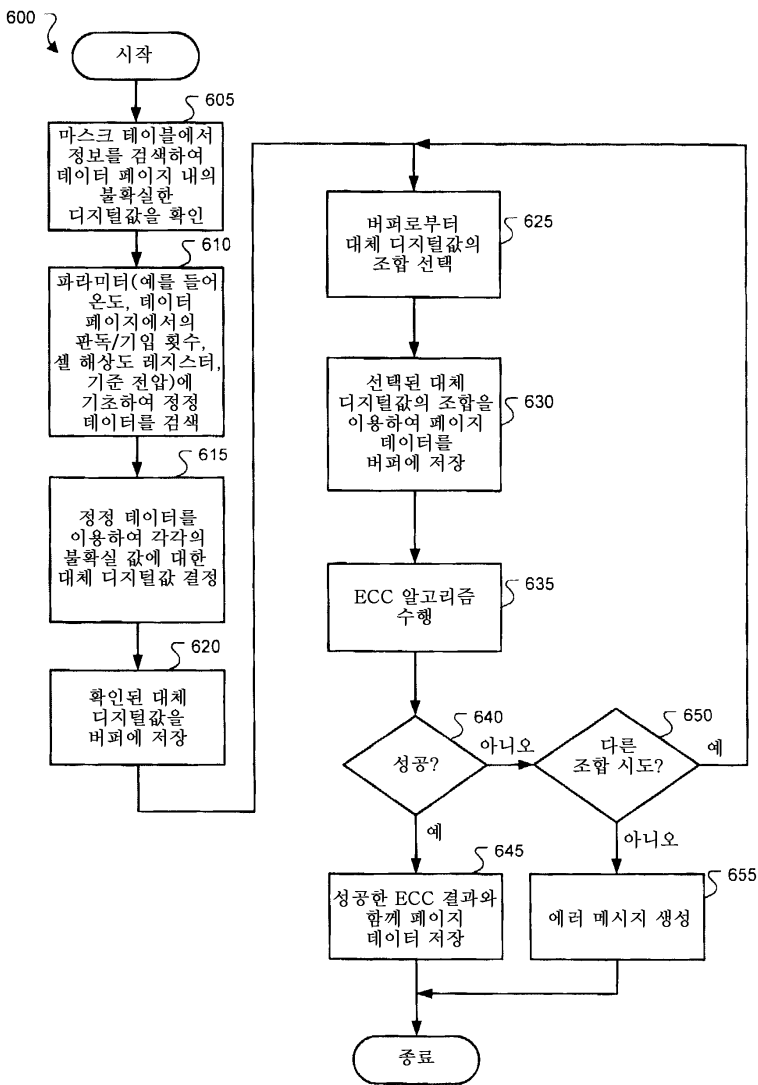 600
시작
605
마스크 테이블에서
정보를 검색하여
데이터 페이지 내의
불확실한
디지털값을 확인
610
파라미터(예를 들어
온도, 데이터
페이지에서의
판독/기입 횟수,
셀 해상도 레지스터,
기준 전압)에
기초하여 정정
데이터를 검색
615
정정 데이터를
이용하여 각각의
불확실 값에 대한
대체 디지털값 결정
620
확인된 대체
디지털값을
버퍼에 저장
625
버퍼로부터
대체 디지털값의
조합 선택
630
선택된 대체
디지털값의 조합을
이용하여 페이지
데이터를
버퍼에 저장
635
ECC 알고리즘
수행
640
성공?
아니오
예
650
다른
조합 시도?
예
아니오
645
성공한 ECC 결과와
함께 페이지
데이터 저장
655
에러 메시지 생성
종료